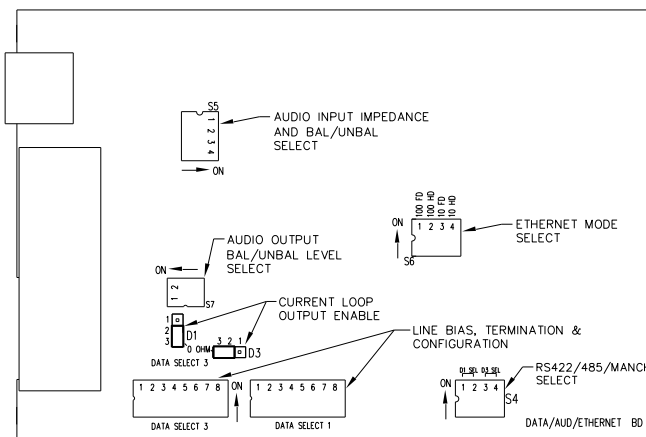 S5
1
2
3
4
ON
AUDIO INPUT IMPEDANCE
AND BAL/UNBAL
SELECT
100 FD
100 HD
10 FD
10 HD
ON
1 2 3 4
S6
ETHERNET MODE
SELECT
AUDIO OUTPUT
BAL/UNBAL LEVEL
SELECT
ON
1 2
S7
CURRENT LOOP
OUTPUT ENABLE
1
2
3
D1
0 OHM
3 2 1
D3
DATA SELECT 3
LINE BIAS, TERMINATION &
CONFIGURATION
1 2 3 4 5 6 7 8
ON
DATA SELECT 3
1 2 3 4 5 6 7 8
DATA SELECT 1
D1 SEL D3 SEL
ON
1 2 3 4
S4
RS422/485/MANCH
SELECT
DATA/AUD/ETHERNET BD